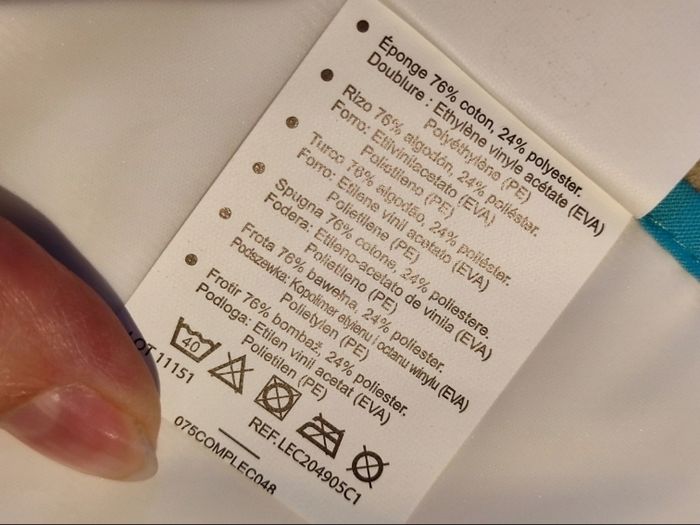 Éponge 76% coton, 24% polyester.
Doublure : Ethylène vinyle acétate (EVA)
Polyéthylène (PE)
Rizo 76% algodón, 24% poliéster.
Forro: Etilvinilacetato (EVA)
Polietileno (PE)
Turco 76% algodão, 24% poliéster.
Forro: Etileno vinil acetato (EVA)
Polietileno (PE)
Spugna 76% cotone, 24% poliestere.
Fodera: Etileno-acetato de vinila (EVA)
Polietileno (PE)
Frota 76% bawełna, 24% poliester.
Podszewka: Kopolimer etylenu i octanu winylu (EVA)
Polietylen (PE)
Frotir 76% bombaž, 24% poliester.
Podloga: Etilen vinil acetat (EVA)
Polietilen (PE)
40
LOT 11151
REF.LEC204905C1
075COMPLEC048